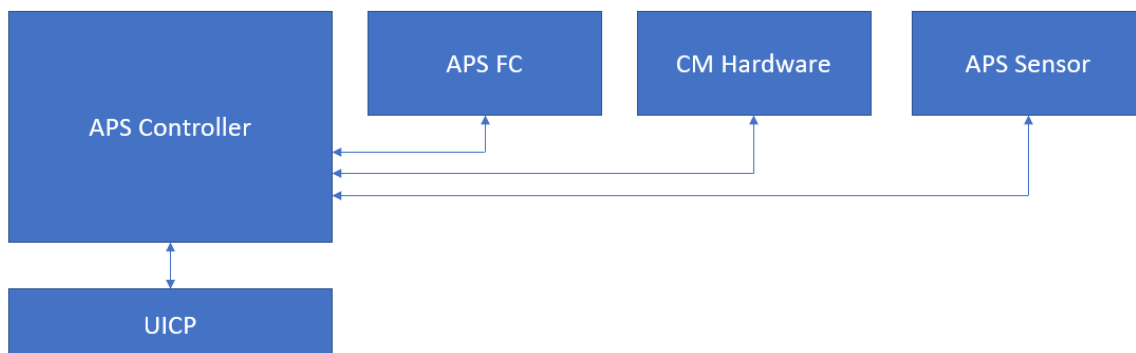 APS Controller
APS FC
CM Hardware
APS Sensor
UICP